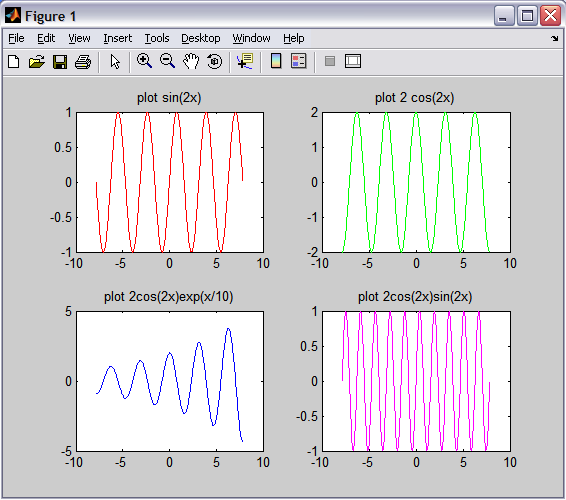 Figure 1
File Edit View Insert Tools Desktop Window Help
plot sin(2x)
1
0.5
0
-0.5
-1
-10 -5 0 5 10
plot 2 cos(2x)
2
1
0
-1
-2
-10 -5 0 5 10
plot 2cos(2x)exp(x/10)
5
0
-5
-10 -5 0 5 10
plot 2cos(2x)sin(2x)
1
0.5
0
-0.5
-1
-10 -5 0 5 10